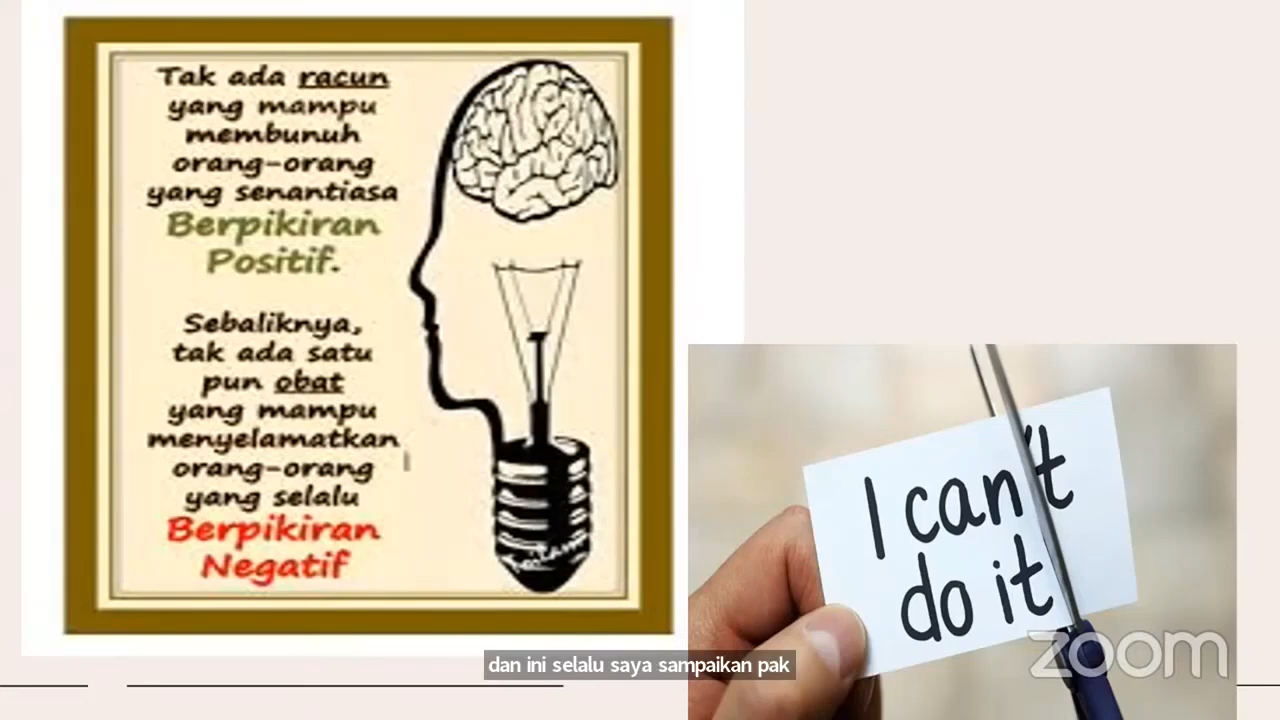 Tak ada racun
yang mampu
membunuh
orang-orang
yang senantiasa
Berpikiran
Positif.
Sebaliknya,
tak ada satu
pun obat
yang mampu
menyelamatkan
orang-orang
yang selalu
Berpikiran
Negatif
I can't
do it
zoom
dan ini selalu saya sampaikan pak